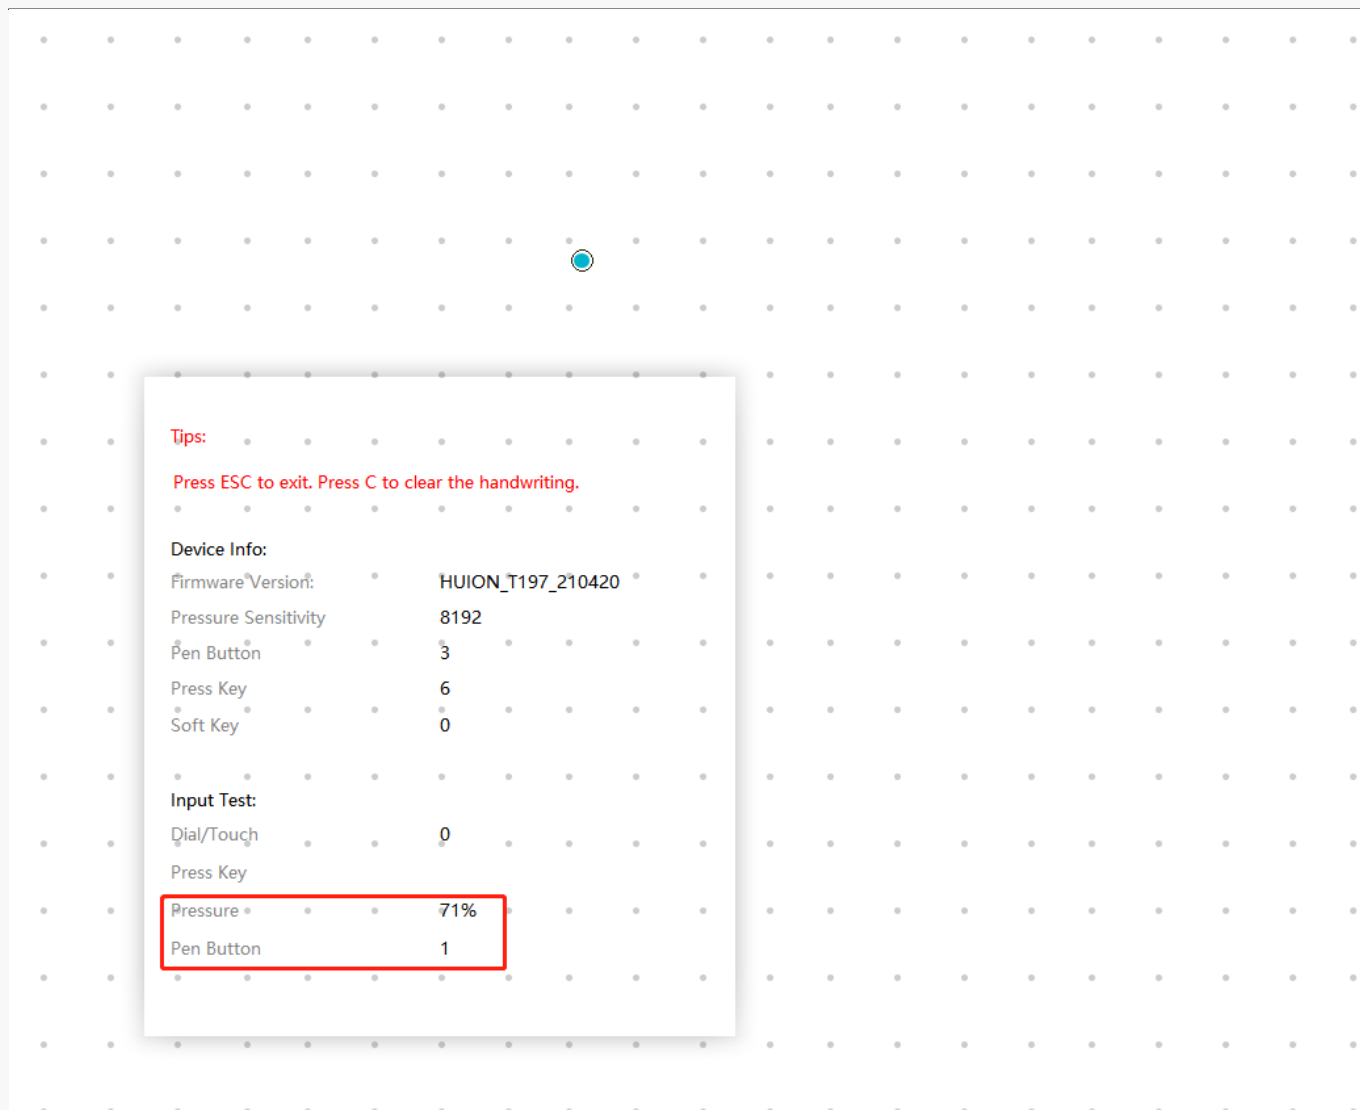 Tips:
Press ESC to exit. Press C to clear the handwriting.
Device Info:
Firmware Version: HUION_T197_210420
Pressure Sensitivity 8192
Pen Button 3
Press Key 6
Soft Key 0
Input Test:
Dial/Touch 0
Press Key
Pressure 71%
Pen Button 1